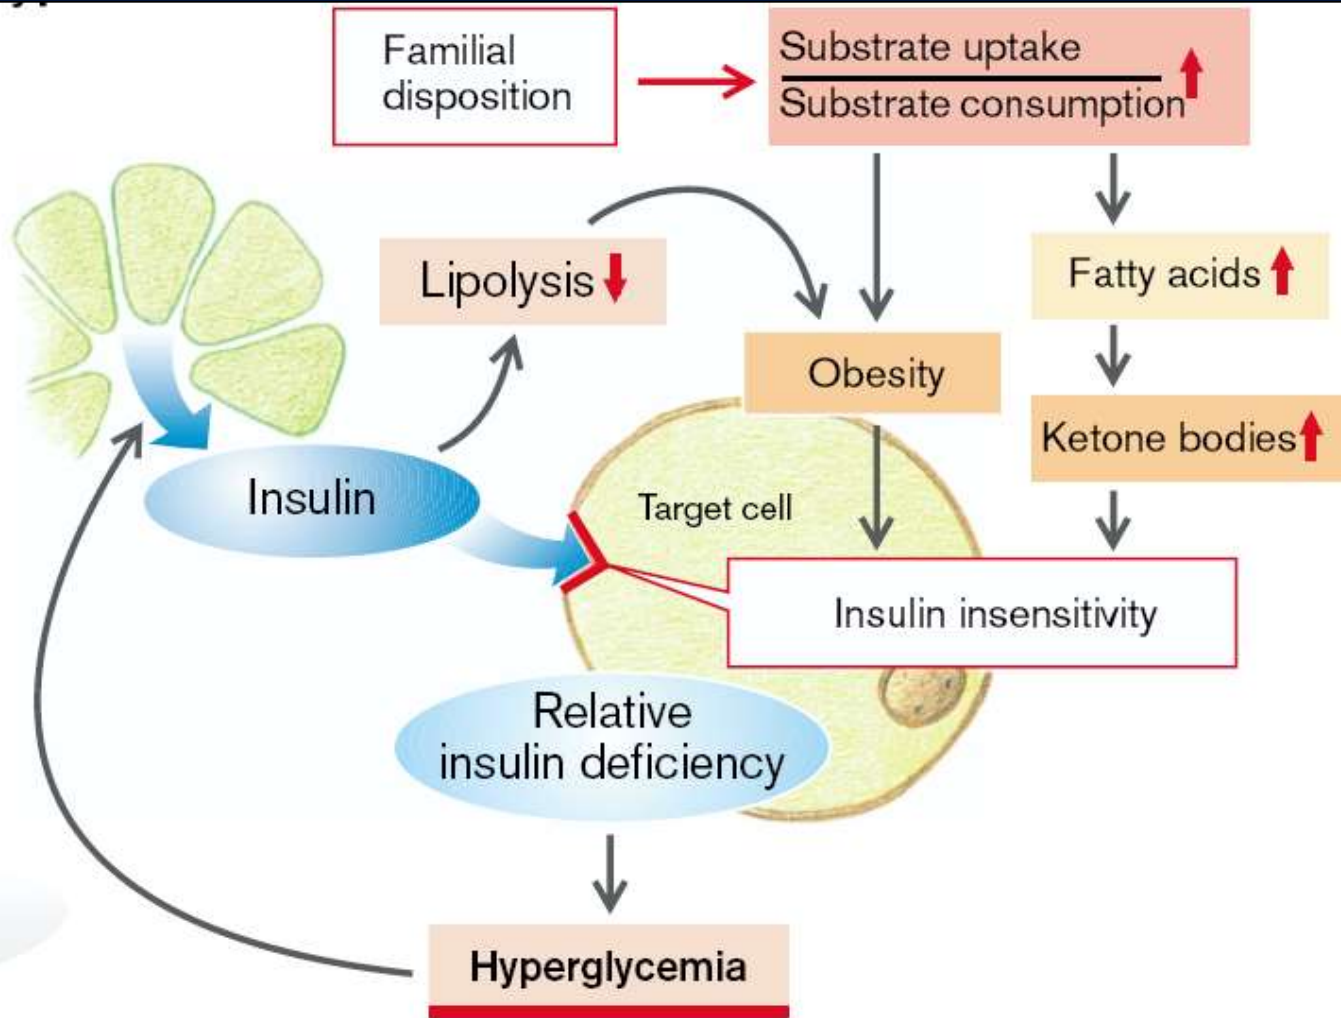 Familial
disposition
Substrate uptake
Substrate consumption
Lipolysis
Fatty acids
Obesity
Ketone bodies
Insulin
Target cell
Insulin insensitivity
Relative
insulin deficiency
Hyperglycemia